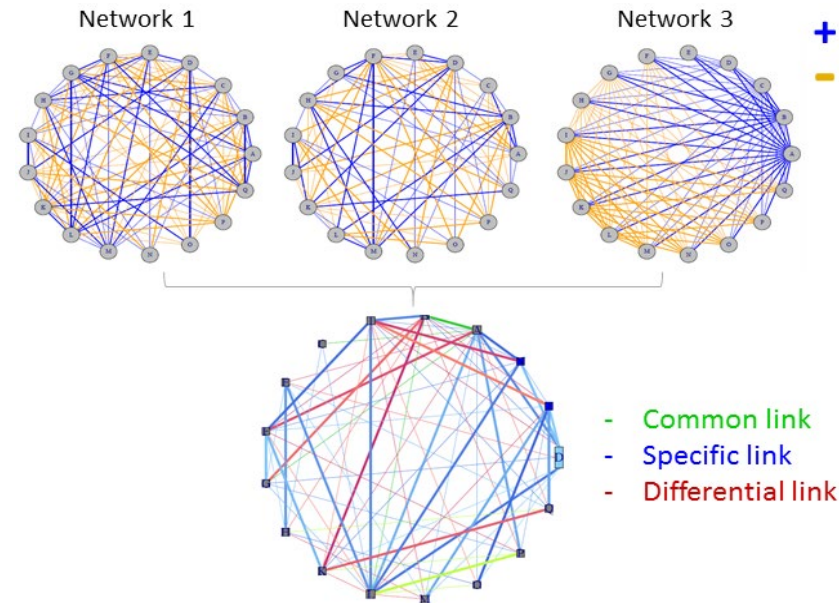 Network 1
Network 2
Network 3
+
-
E
F
D
G
C
H
B
I
A
J
Q
K
P
L
O
M
N
E
F
D
G
C
H
B
I
A
J
Q
K
P
L
O
M
N
E
F
D
G
C
H
B
I
A
J
Q
K
P
L
O
M
N
D
- Common link
- Specific link
- Differential link